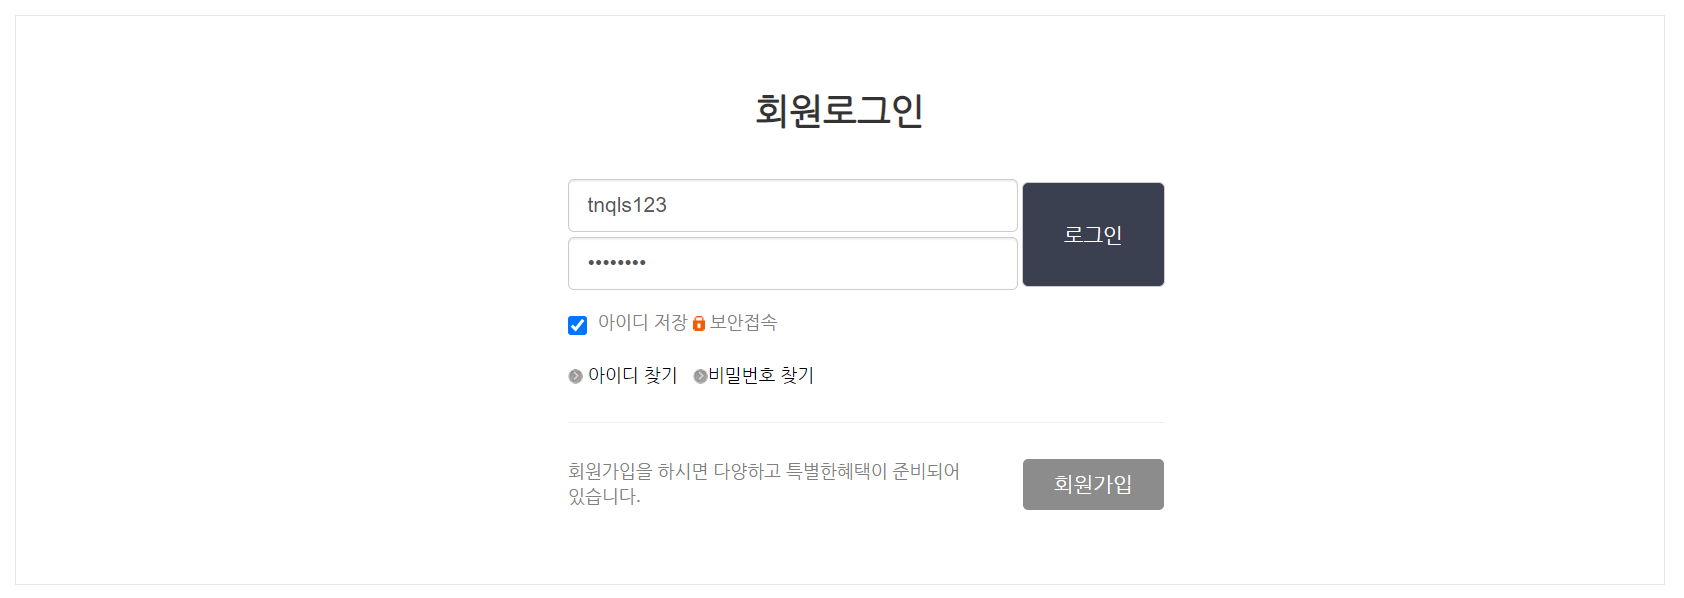 회원로그인
tnqls123
••••••••
로그인
아이디 저장 보안접속
아이디 찾기 비밀번호 찾기
회원가입을 하시면 다양하고 특별한혜택이 준비되어
있습니다.
회원가입